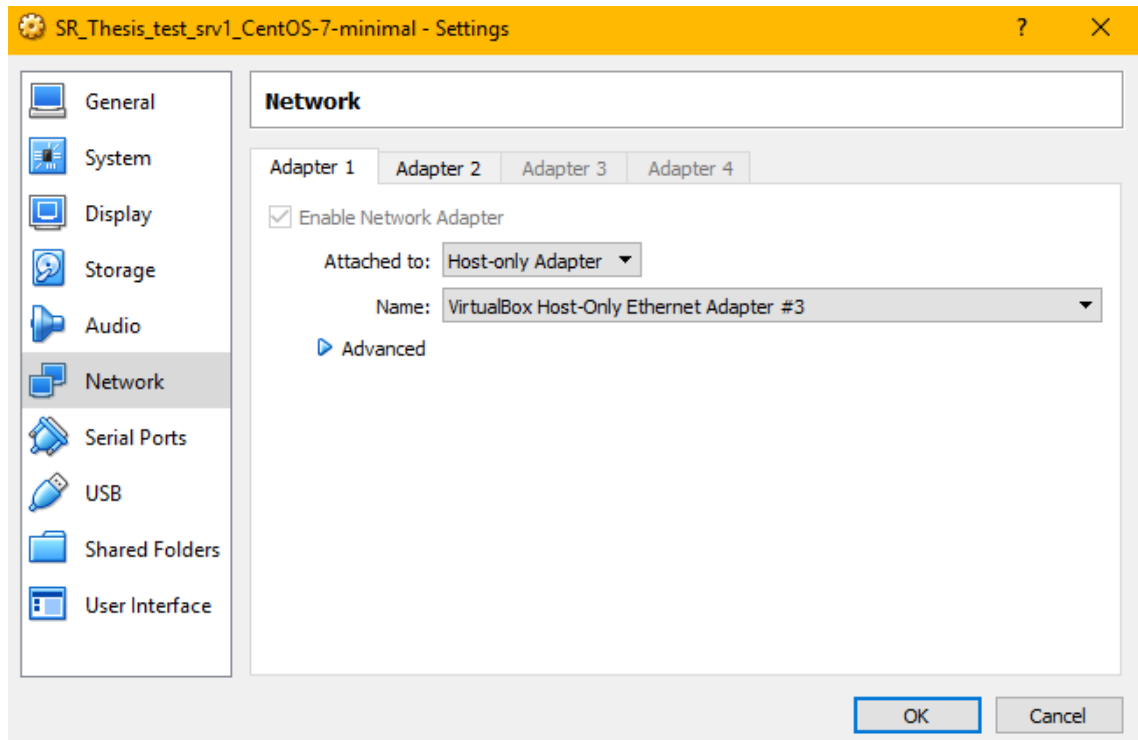 SR_Thesis_test_srv1_CentOS-7-minimal - Settings ? ×
General
System
Display
Storage
Audio
Network
Serial Ports
USB
Shared Folders
User Interface
Network
Adapter 1 Adapter 2 Adapter 3 Adapter 4
Enable Network Adapter
Attached to: Host-only Adapter
Name: VirtualBox Host-Only Ethernet Adapter #3
Advanced
OK Cancel